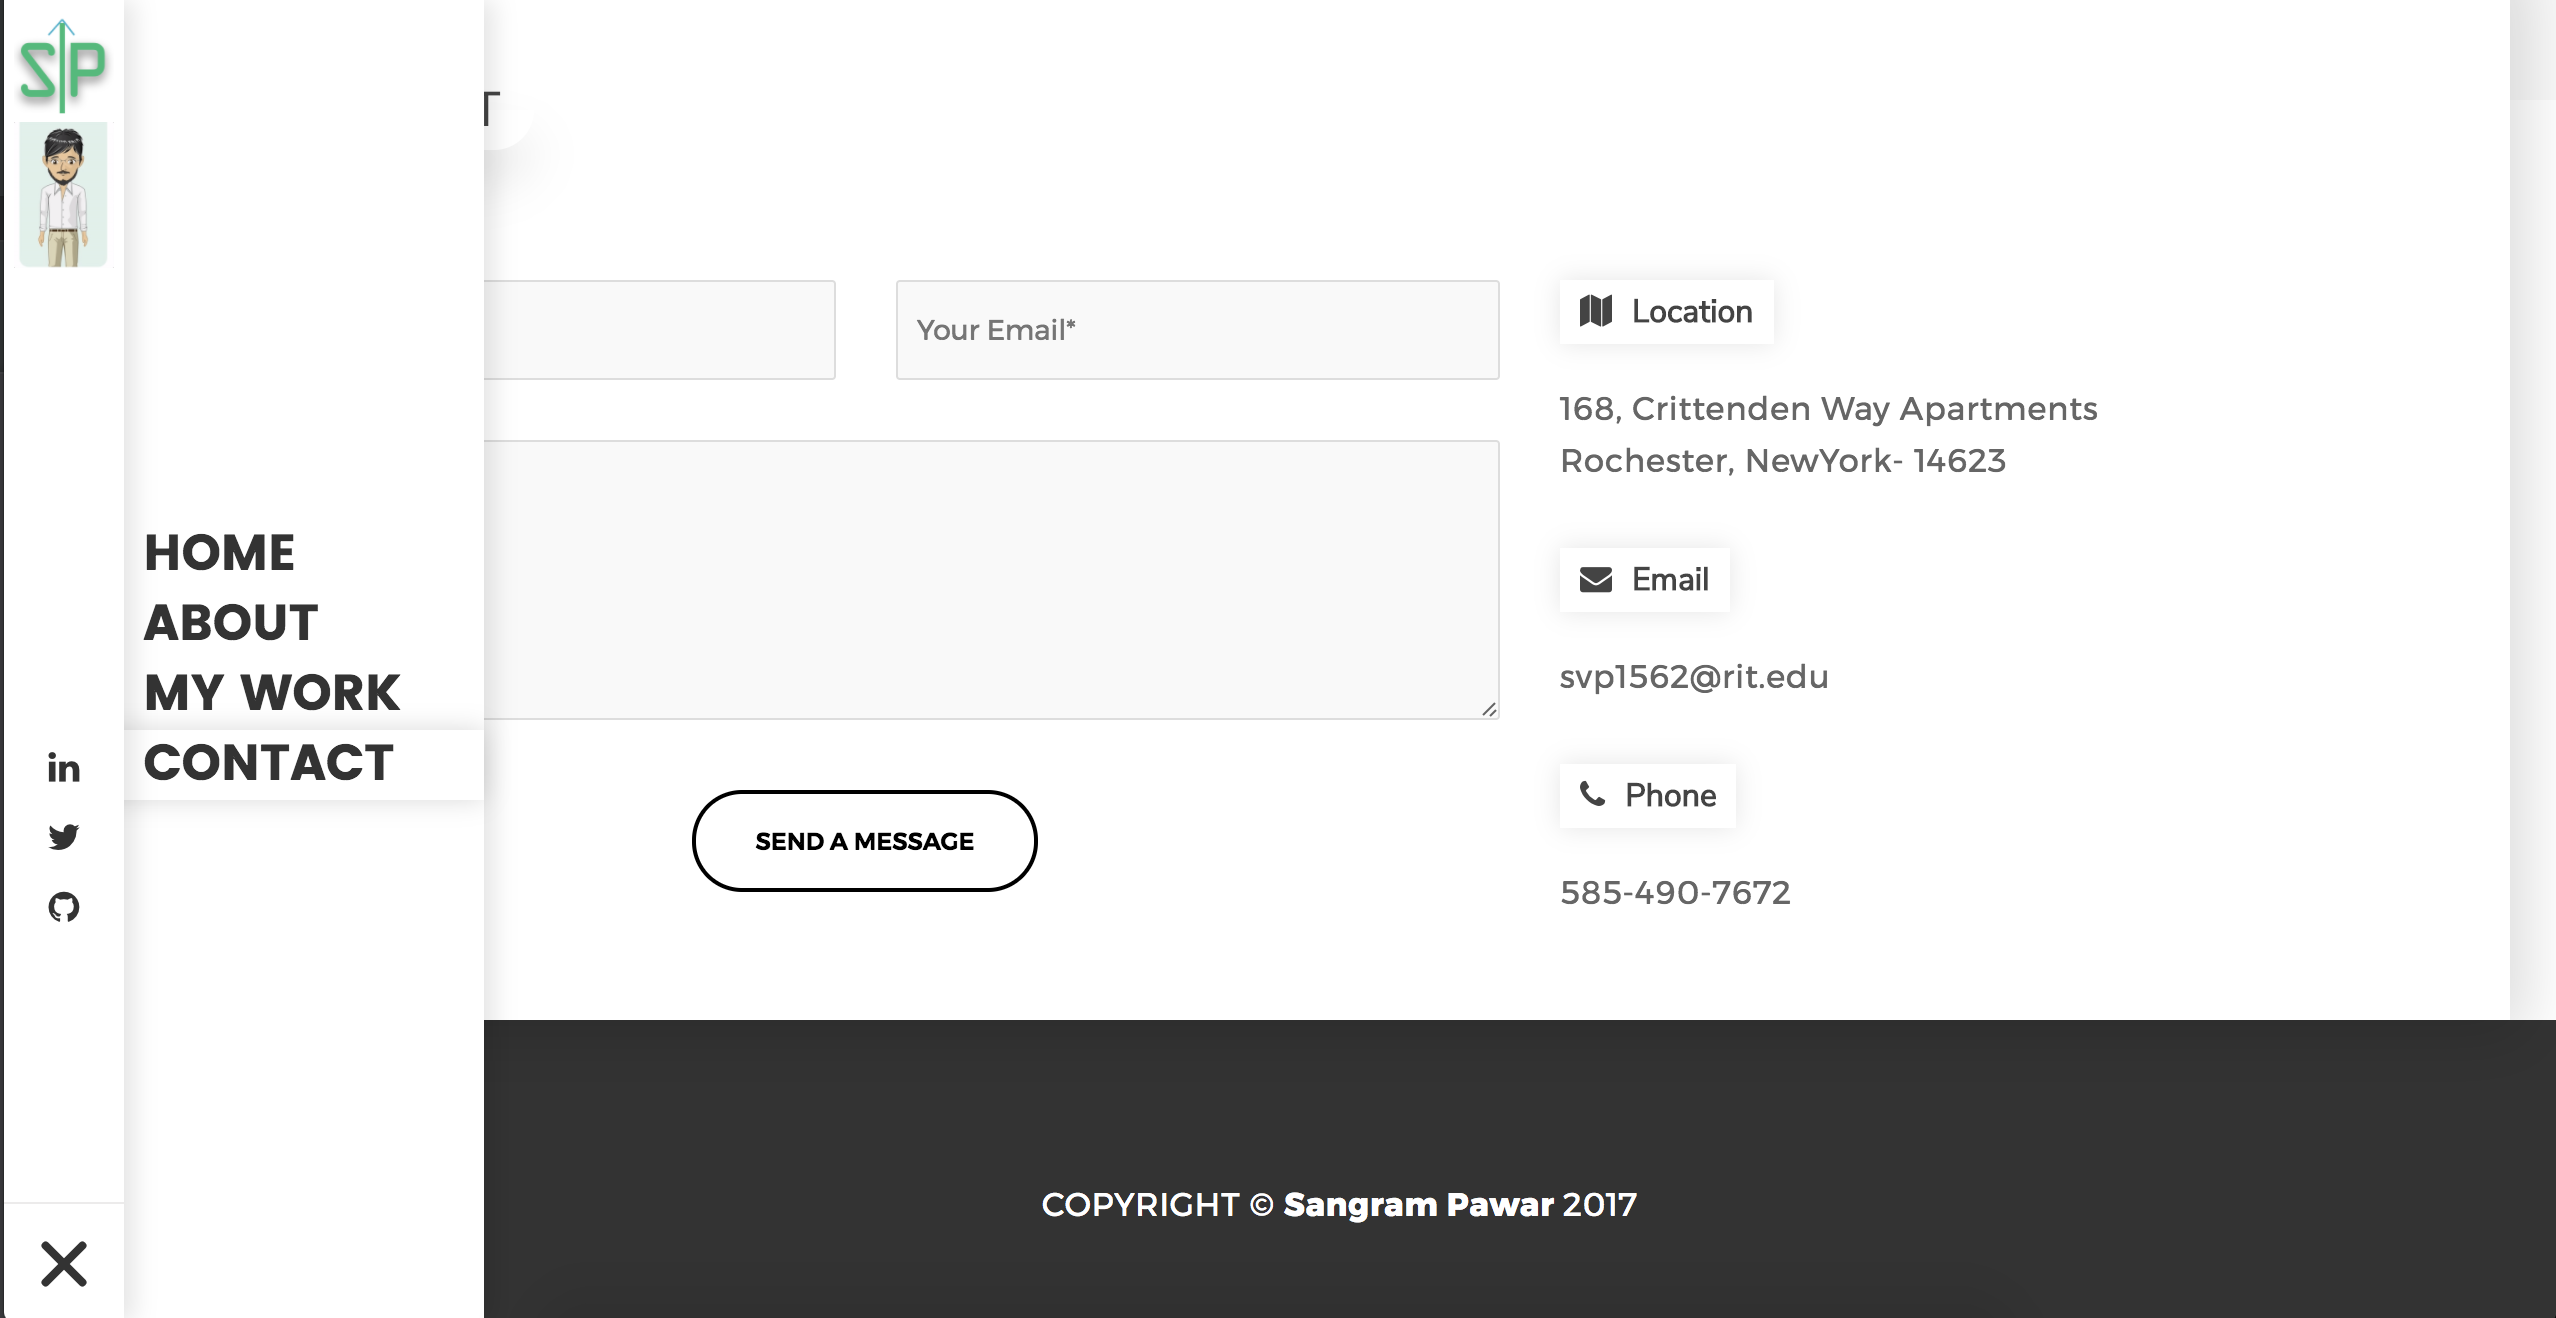 SP
HOME
ABOUT
MY WORK
CONTACT
in
T
Your Email*
SEND A MESSAGE
Location
168, Crittenden Way Apartments
Rochester, NewYork- 14623
Email
svp1562@rit.edu
Phone
585-490-7672
COPYRIGHT © Sangram Pawar 2017